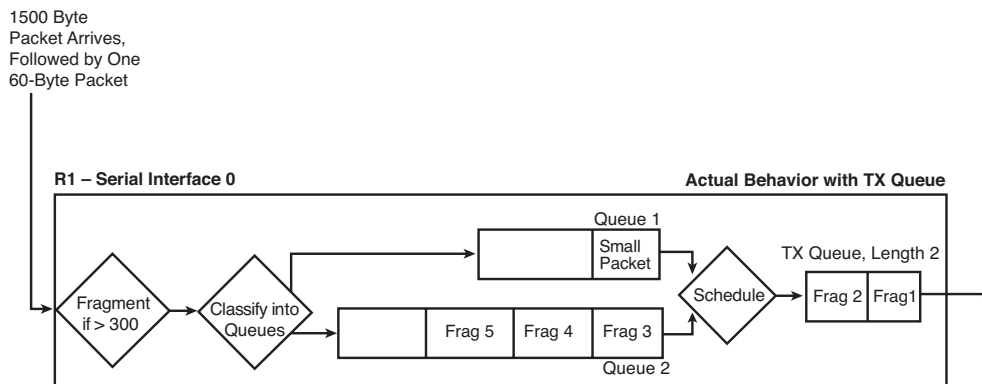 1500 Byte
Packet Arrives,
Followed by One
60-Byte Packet
R1 – Serial Interface 0
Actual Behavior with TX Queue
Fragment
if > 300
Classify into
Queues
Queue 1
Small
Packet
Frag 5
Frag 4
Frag 3
Queue 2
Schedule
TX Queue, Length 2
Frag 2
Frag1